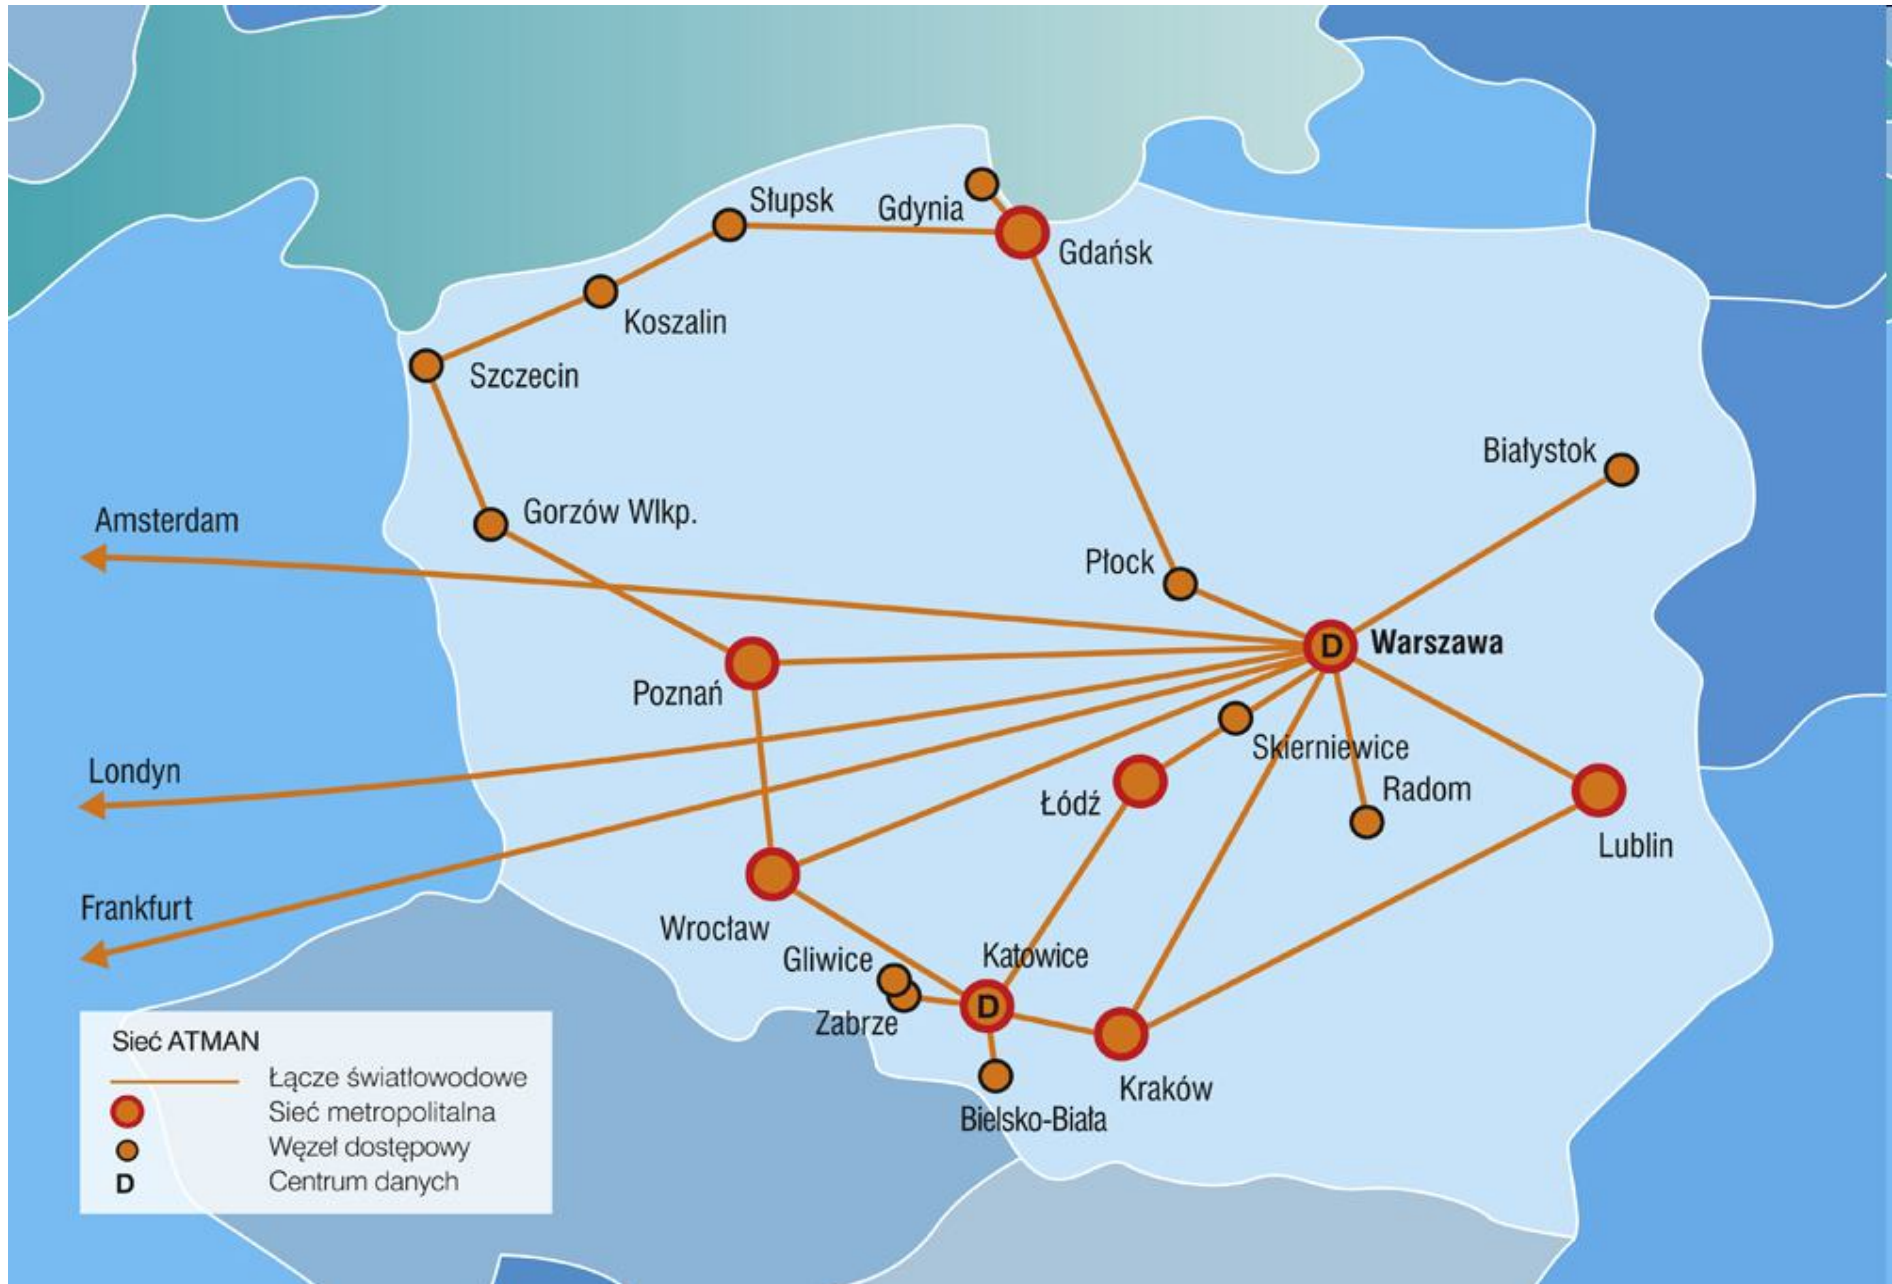 Słupsk
Gdynia
Gdańsk
Koszalin
Szczecin
Białystok
Gorzów Wlkp.
Amsterdam
Płock
Warszawa
Poznań
Skierniewice
Londyn
Radom
Łódź
Lublin
Frankfurt
Wrocław
Gliwice
Katowice
D
D
Zabrze
Kraków
Bielsko-Biała
Sieć ATMAN
Łącze światłowodowe
Sieć metropolitalna
Węzeł dostępowy
D Centrum danych